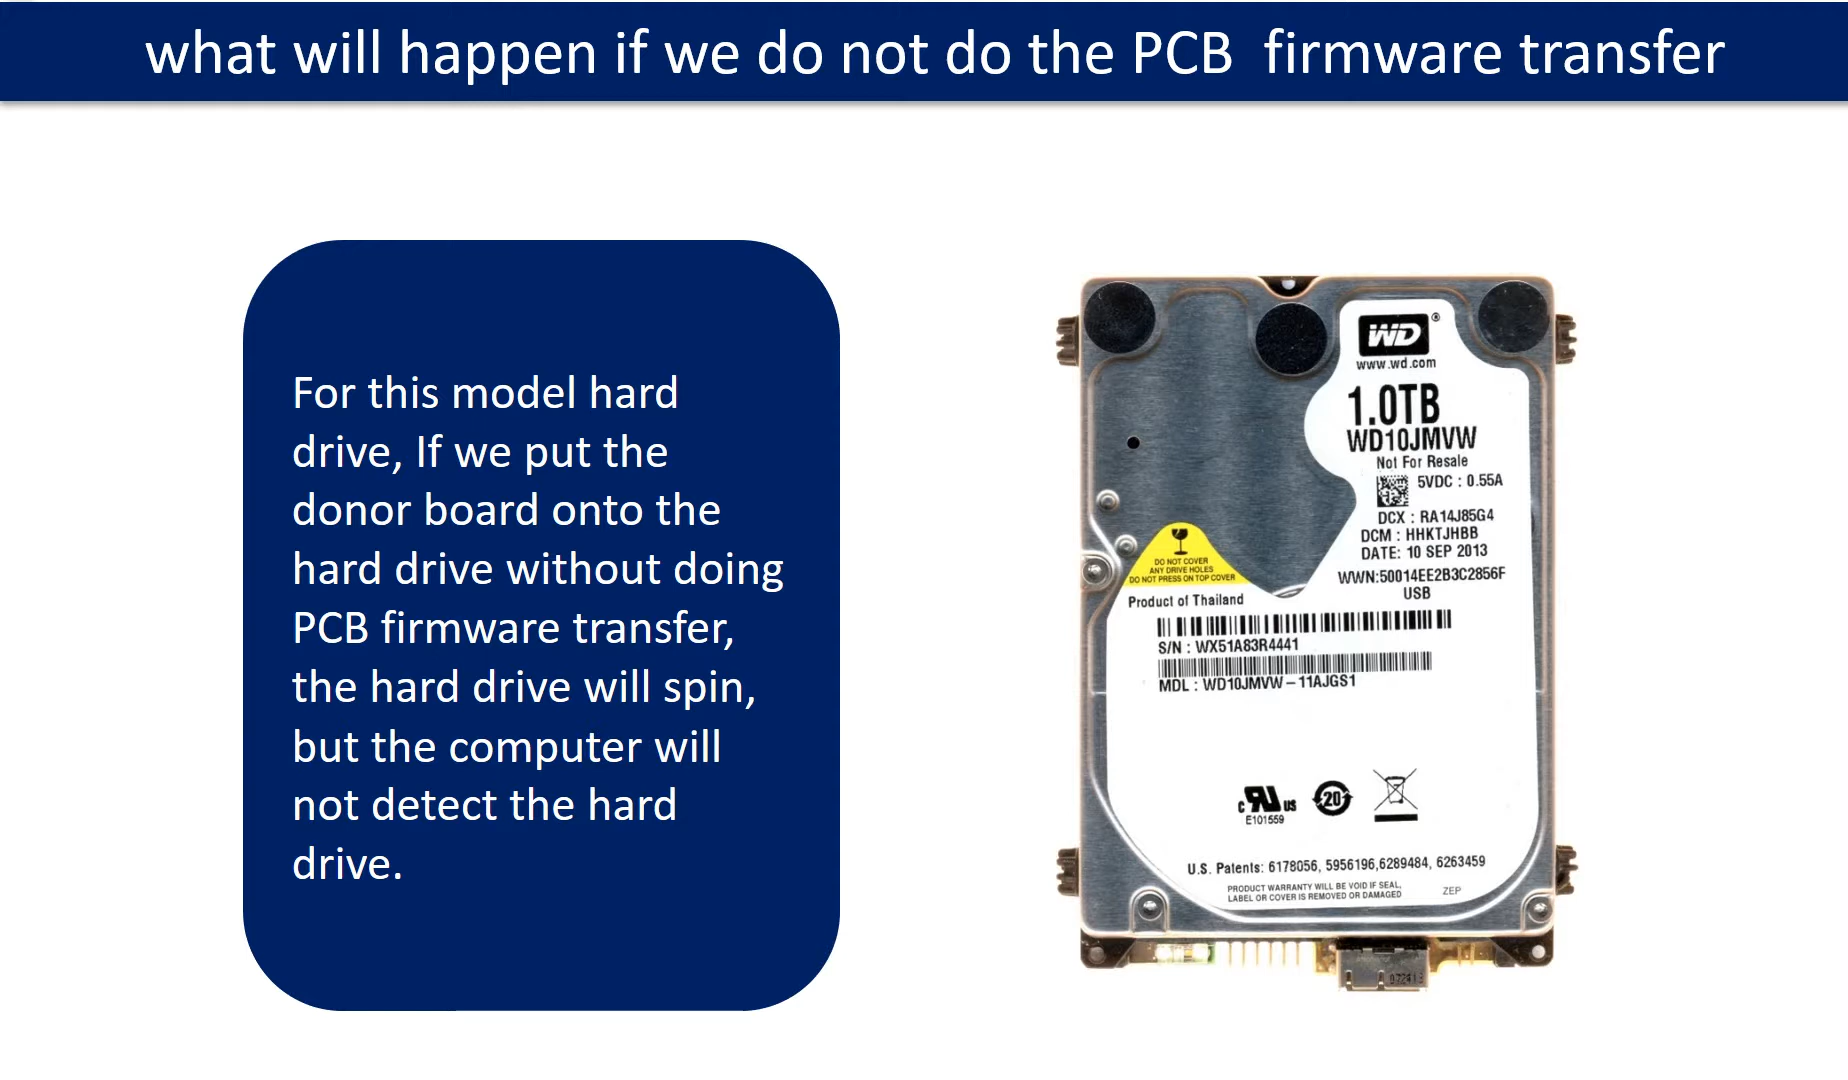 what will happen if we do not do the PCB  firmware transfer
For this model hard
drive, If we put the
donor board onto the
hard drive without doing
PCB firmware transfer,
the hard drive will spin,
but the computer will
not detect the hard
drive.
WD®
www.wd.com
1.0TB
WD10JMVW
Not For Resale
5VDC : 0.55A
DCX : RA14J85G4
DCM : HHKTJHBB
DATE: 10 SEP 2013
WWN:50014EE2B3C2856F
USB
DO NOT COVER
ANY DRIVE HOLES
DO NOT PRESS ON TOP COVER
Product of Thailand
S/N : WX51A83R4441
MDL : WD10JMVW – 11AJGS1
c RU US
E101559
20
U.S. Patents: 6178056, 5956196,6289484, 6263459
PRODUCT WARRANTY WILL BE VOID IF SEAL,
LABEL OR COVER IS REMOVED OR DAMAGED
ZEP